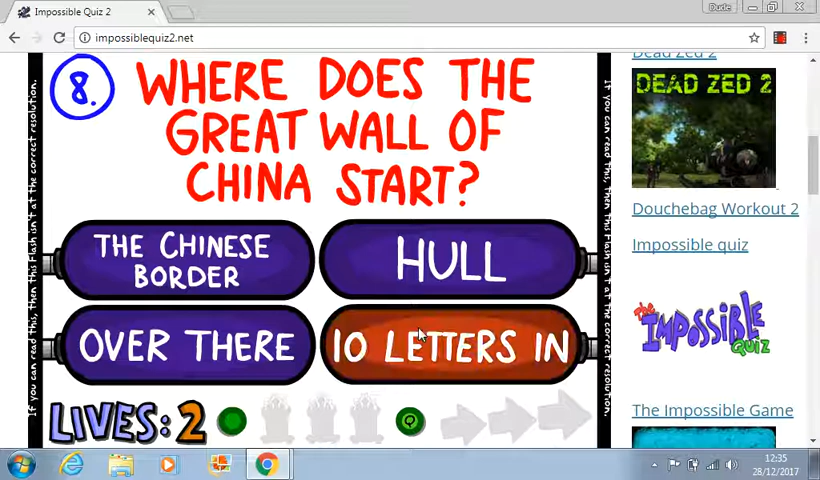 Impossible Quiz 2
Dude
impossiblequiz2.net
8.
WHERE DOES THE
GREAT WALL OF
CHINA START?
THE CHINESE
BORDER
HULL
OVER THERE
10 LETTERS IN
LIVES: 2
If you can read this, then this Flash isn't at the correct resolution.
If you can read this, then this Flash isn't at the correct resolution.
Dead Zed 2
DEAD ZED 2
Douchebag Workout 2
Impossible quiz
The
IMPOSSIBLE
QUIZ
The Impossible Game
12:35
28/12/2017